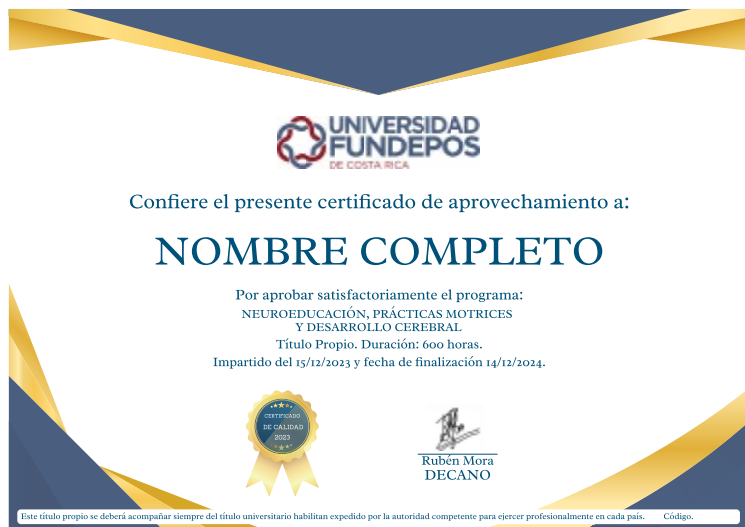 UNIVERSIDAD
FUNDEPOS
DE COSTA RICA
Confiere el presente certificado de aprovechamiento a:
NOMBRE COMPLETO
Por aprobar satisfactoriamente el programa:
NEUROEDUCACIÓN, PRÁCTICAS MOTRICES
Y DESARROLLO CEREBRAL
Título Propio. Duración: 600 horas.
Impartido del 15/12/2023 y fecha de finalización 14/12/2024.
CERTIFICADO
DE CALIDAD
2023
Rubén Mora
DECANO
Este título propio se deberá acompañar siempre del título universitario habilitan expedido por la autoridad competente para ejercer profesionalmente en cada país. Código.